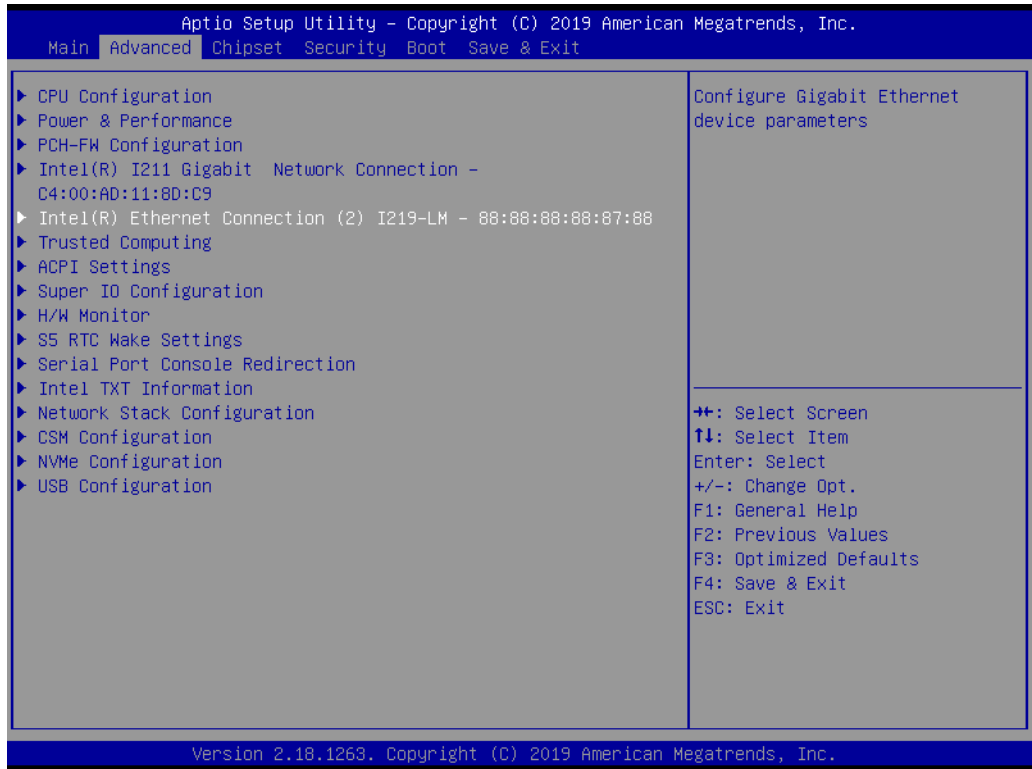 Aptio Setup Utility – Copyright (C) 2019 American Megatrends, Inc.
Main Advanced Chipset Security Boot Save & Exit
▶ CPU Configuration
▶ Power & Performance
▶ PCH-FW Configuration
▶ Intel(R) I211 Gigabit  Network Connection –
C4:00:AD:11:8D:C9
▶ Intel(R) Ethernet Connection (2) I219-LM – 88:88:88:88:87:88
▶ Trusted Computing
▶ ACPI Settings
▶ Super IO Configuration
▶ H/W Monitor
▶ S5 RTC Wake Settings
▶ Serial Port Console Redirection
▶ Intel TXT Information
▶ Network Stack Configuration
▶ CSM Configuration
▶ NVMe Configuration
▶ USB Configuration
Configure Gigabit Ethernet
device parameters
→←: Select Screen
↑↓: Select Item
Enter: Select
+/-: Change Opt.
F1: General Help
F2: Previous Values
F3: Optimized Defaults
F4: Save & Exit
ESC: Exit
Version 2.18.1263. Copyright (C) 2019 American Megatrends, Inc.